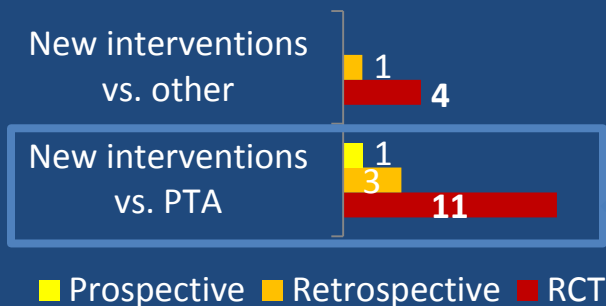 New interventions
vs. other
1
4
New interventions
vs. PTA
1
3
11
Prospective Retrospective RCT